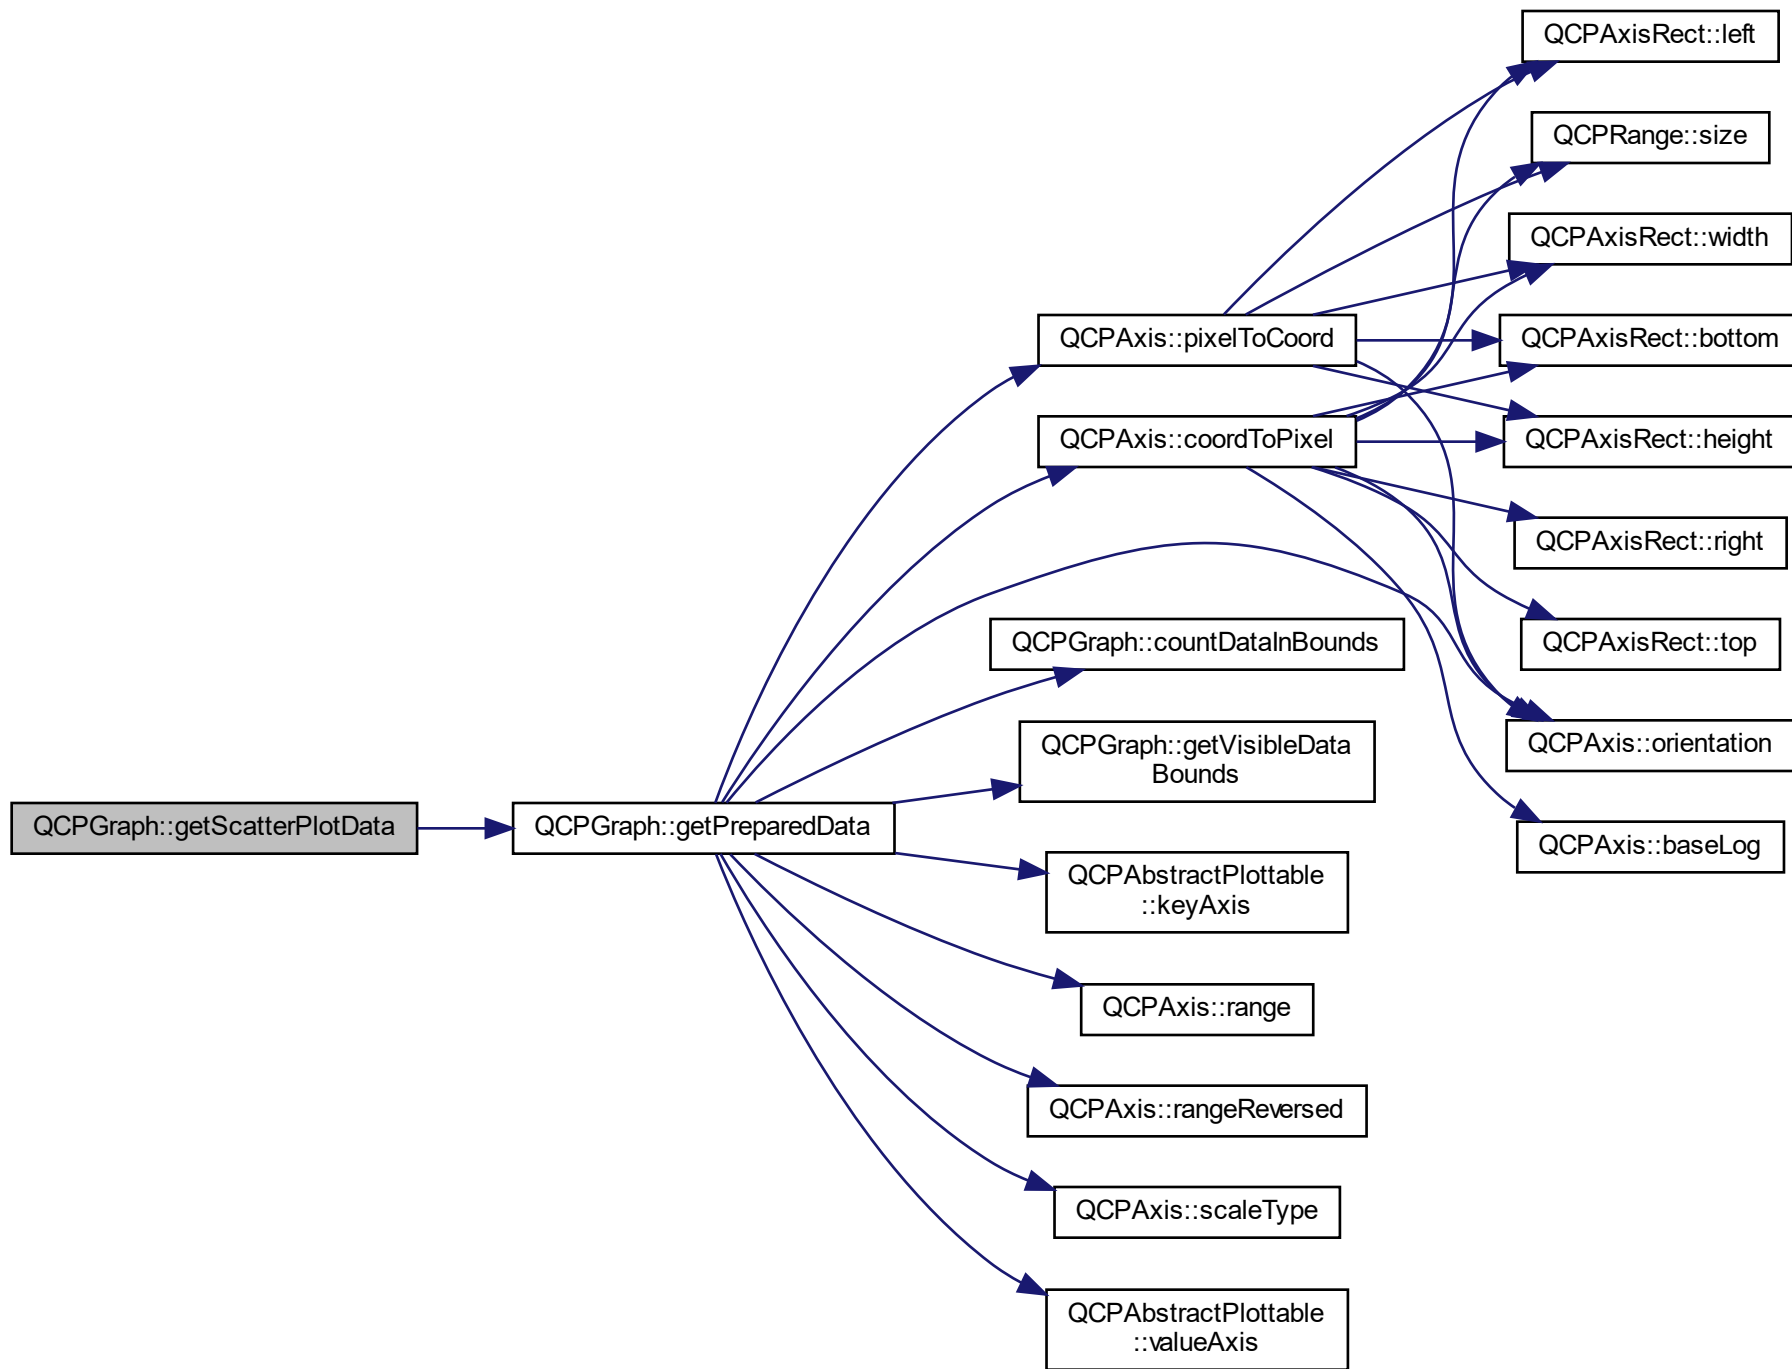 QCPGraph::getScatterPlotData
QCPGraph::getPreparedData
QCPAxis::pixelToCoord
QCPAxis::coordToPixel
QCPGraph::countDataInBounds
QCPGraph::getVisibleData
Bounds
QCPAbstractPlottable
::keyAxis
QCPAxis::range
QCPAxis::rangeReversed
QCPAxis::scaleType
QCPAbstractPlottable
::valueAxis
QCPAxisRect::left
QCPRange::size
QCPAxisRect::width
QCPAxisRect::bottom
QCPAxisRect::height
QCPAxisRect::right
QCPAxisRect::top
QCPAxis::orientation
QCPAxis::baseLog